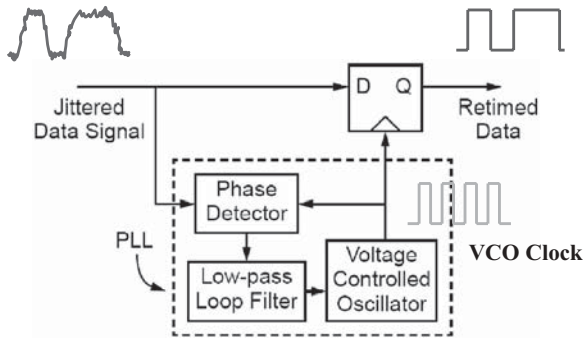 D Q
Jittered
Data Signal
Retimed
Data
Phase
Detector
PLL
VCO Clock
Voltage
Controlled
Oscillator
Low-pass
Loop Filter